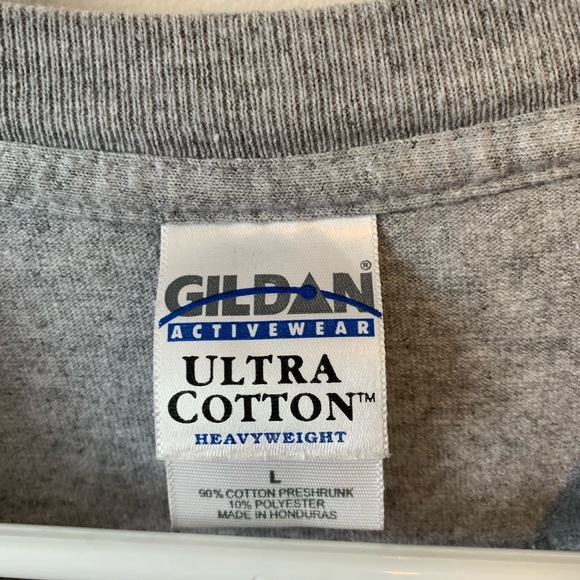 GILDAN®
ACTIVEWEAR
ULTRA
COTTON™
HEAVYWEIGHT
L
90% COTTON PRESHRUNK
10% POLYESTER
MADE IN HONDURAS